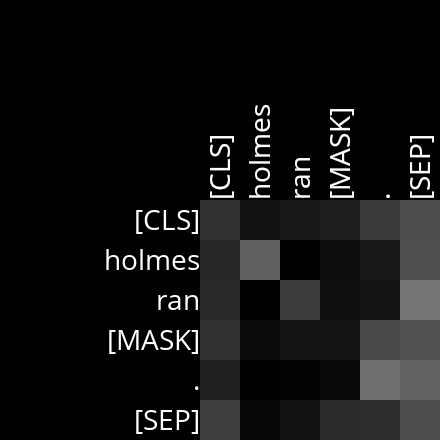 [CLS] holmes ran [MASK] . [SEP]
[CLS]
holmes
ran
[MASK]
.
[SEP]